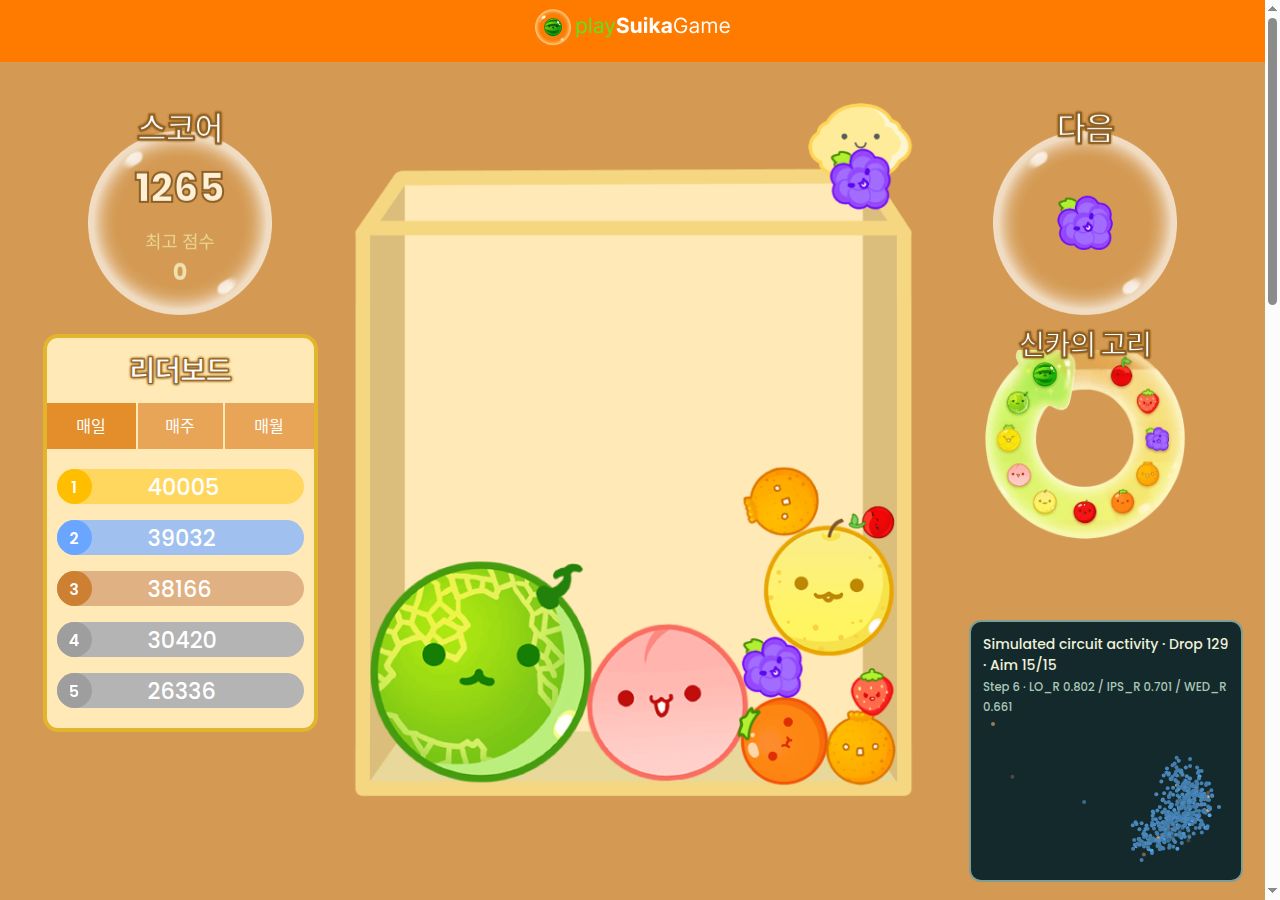 playSuikaGame
스코어
1265
최고 점수
0
다음
신카의 고리
리더보드
매일
매주
매월
1
40005
2
39032
3
38166
4
30420
5
26336
Simulated circuit activity · Drop 129
· Aim 15/15
Step 6 · LO_R 0.802 / IPS_R 0.701 / WED_R
0.661